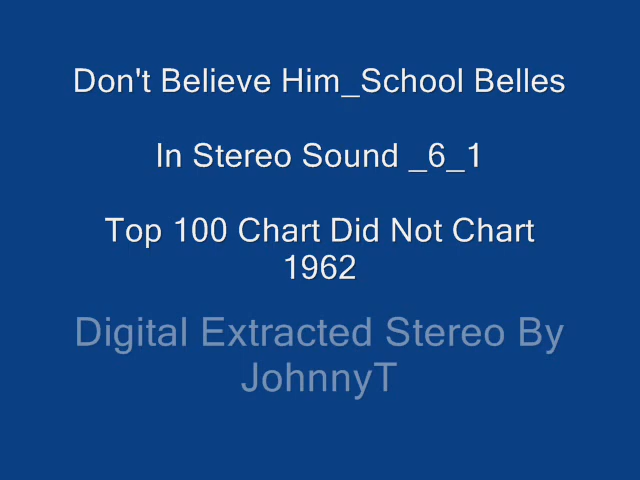 Don't Believe Him_School Belles
In Stereo Sound _6_1
Top 100 Chart Did Not Chart
1962
Digital Extracted Stereo By
JohnnyT